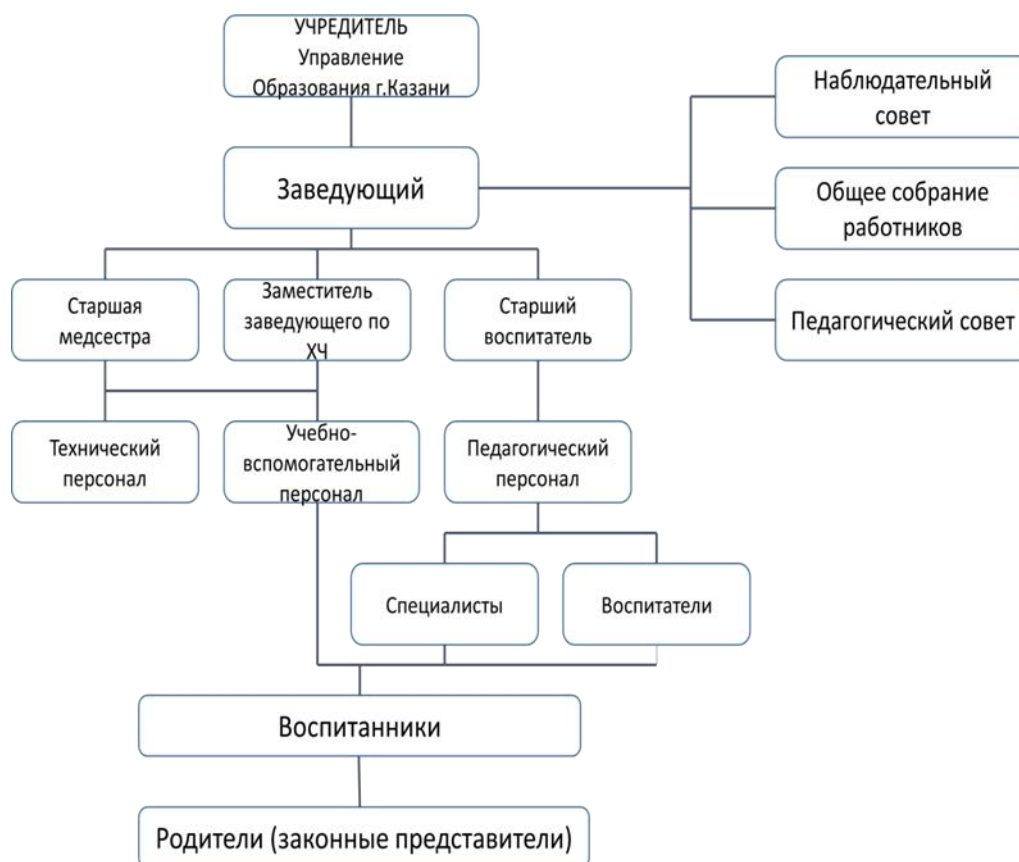 УЧРЕДИТЕЛЬ
Управление
Образования г.Казани
Наблюдательный
совет
Заведующий
Общее собрание
работников
Старшая
медсестра
Заместитель
заведующего по
ХЧ
Старший
воспитатель
Педагогический совет
Технический
персонал
Учебно-
вспомогательный
персонал
Педагогический
персонал
Специалисты
Воспитатели
Воспитанники
Родители (законные представители)